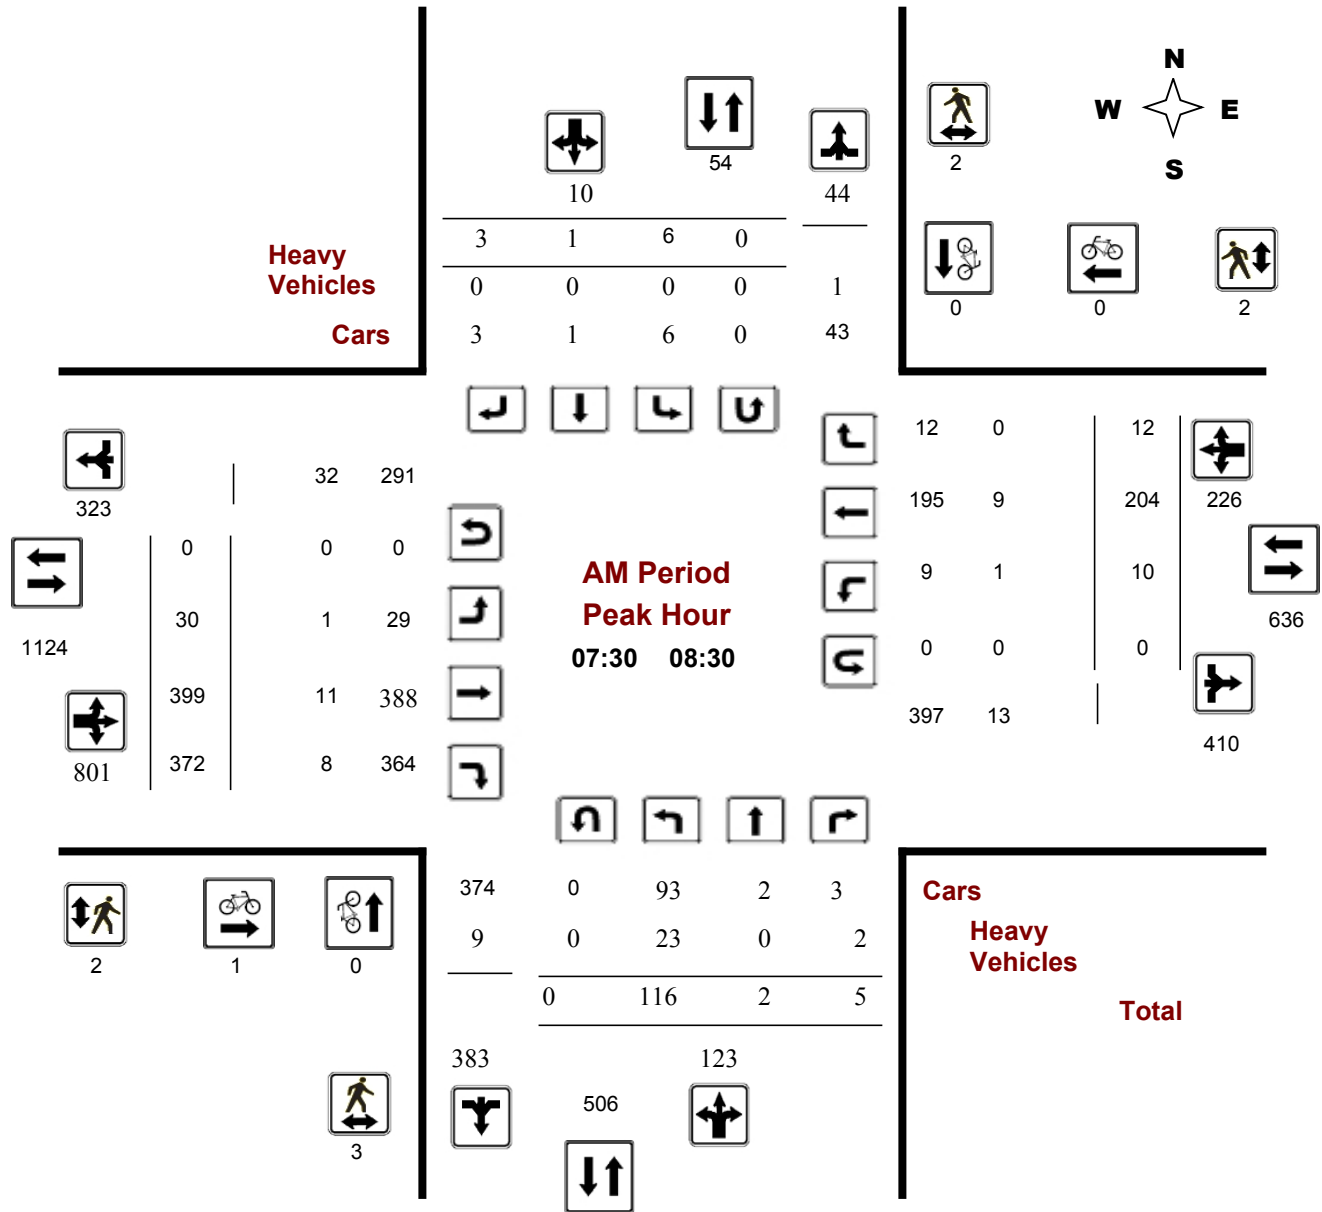 N
W E
S
54
2
10
44
3 1 6 0
Heavy
Vehicles
0 0 0 0 1
0 0 2
Cars
3 1 6 0 43
12 0 12
32 291
323
195 9 204 226
0 0 0
AM Period
9 1 10
Peak Hour
30 1 29
636
1124
07:30 08:30
0 0 0
399 11 388
397 13
410
801
372 8 364
374 0 93 2 3
Cars
9 0 23 0 2
Heavy
Vehicles
2 1 0
0 116 2 5
Total
383 123
506
3